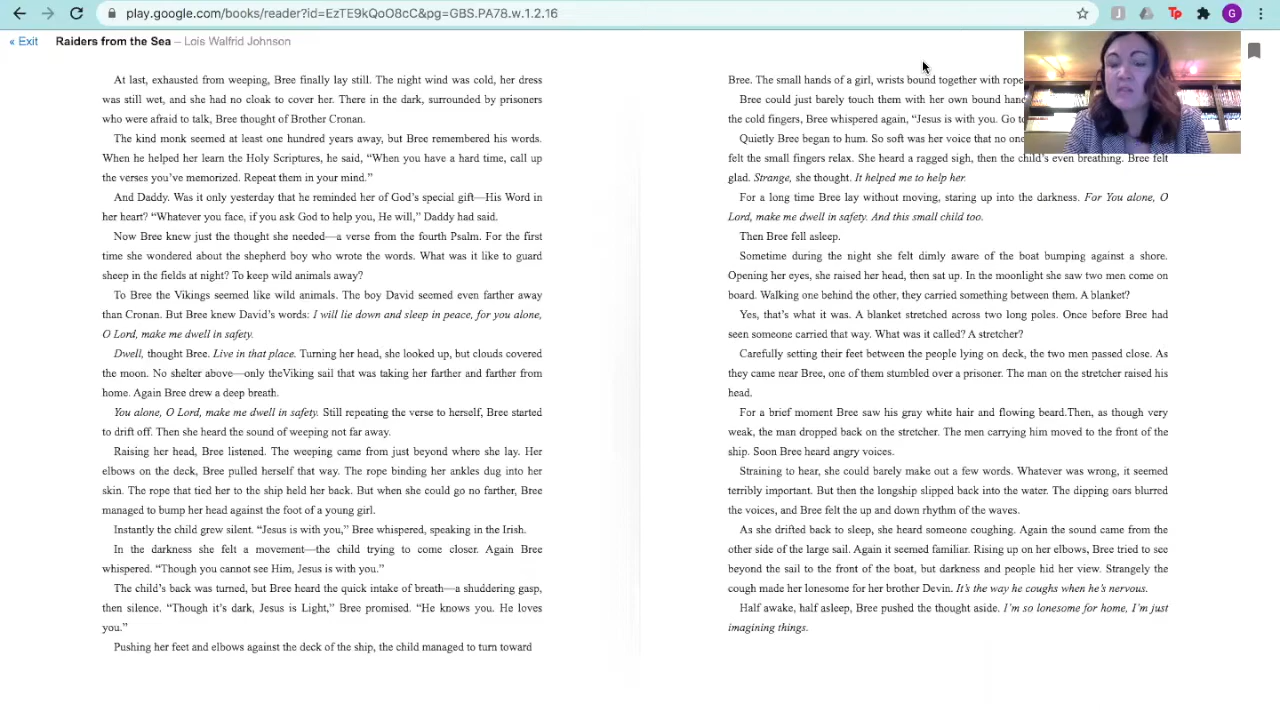 play.google.com/books/reader?id=EzTE9kQoO8cC&pg=GBS.PA78.w.1.2.16
« Exit Raiders from the Sea – Lois Walfrid Johnson
At last, exhausted from weeping, Bree finally lay still. The night wind was cold, her dress
was still wet, and she had no cloak to cover her. There in the dark, surrounded by prisoners
who were afraid to talk, Bree thought of Brother Cronan.
The kind monk seemed at least one hundred years away, but Bree remembered his words.
When he helped her learn the Holy Scriptures, he said, “When you have a hard time, call up
the verses you’ve memorized. Repeat them in your mind.”
And Daddy. Was it only yesterday that he reminded her of God’s special gift—His Word in
her heart? “Whatever you face, if you ask God to help you, He will,” Daddy had said.
Now Bree knew just the thought she needed—a verse from the fourth Psalm. For the first
time she wondered about the shepherd boy who wrote the words. What was it like to guard
sheep in the fields at night? To keep wild animals away?
To Bree the Vikings seemed like wild animals. The boy David seemed even farther away
than Cronan. But Bree knew David’s words: I will lie down and sleep in peace, for you alone,
O Lord, make me dwell in safety.
Dwell, thought Bree. Live in that place. Turning her head, she looked up, but clouds covered
the moon. No shelter above—only theViking sail that was taking her farther and farther from
home. Again Bree drew a deep breath.
You alone, O Lord, make me dwell in safety. Still repeating the verse to herself, Bree started
to drift off. Then she heard the sound of weeping not far away.
Raising her head, Bree listened. The weeping came from just beyond where she lay. Her
elbows on the deck, Bree pulled herself that way. The rope binding her ankles dug into her
skin. The rope that tied her to the ship held her back. But when she could go no farther, Bree
managed to bump her head against the foot of a young girl.
Instantly the child grew silent. “Jesus is with you,” Bree whispered, speaking in the Irish.
In the darkness she felt a movement—the child trying to come closer. Again Bree
whispered. “Though you cannot see Him, Jesus is with you.”
The child’s back was turned, but Bree heard the quick intake of breath—a shuddering gasp,
then silence. “Though it’s dark, Jesus is Light,” Bree promised. “He knows you. He loves
you.”
Pushing her feet and elbows against the deck of the ship, the child managed to turn toward
Bree. The small hands of a girl, wrists bound together with rope
Bree could just barely touch them with her own bound
the cold fingers, Bree whispered again, “Jesus is with you. Go
Quietly Bree began to hum. So soft was her voice that no
felt the small fingers relax. She heard a ragged sigh, then the child’s even breathing. Bree felt
glad. Strange, she thought. It helped me to help her.
For a long time Bree lay without moving, staring up into the darkness. For You alone, O
Lord, make me dwell in safety. And this small child too.
Then Bree fell asleep.
Sometime during the night she felt dimly aware of the boat bumping against a shore.
Opening her eyes, she raised her head, then sat up. In the moonlight she saw two men come on
board. Walking one behind the other, they carried something between them. A blanket?
Yes, that’s what it was. A blanket stretched across two long poles. Once before Bree had
seen someone carried that way. What was it called? A stretcher?
Carefully setting their feet between the people lying on deck, the two men passed close. As
they came near Bree, one of them stumbled over a prisoner. The man on the stretcher raised his
head.
For a brief moment Bree saw his gray white hair and flowing beard.Then, as though very
weak, the man dropped back on the stretcher. The men carrying him moved to the front of the
ship. Soon Bree heard angry voices.
Straining to hear, she could barely make out a few words. Whatever was wrong, it seemed
terribly important. But then the longship slipped back into the water. The dipping oars blurred
the voices, and Bree felt the up and down rhythm of the waves.
As she drifted back to sleep, she heard someone coughing. Again the sound came from the
other side of the large sail. Again it seemed familiar. Rising up on her elbows, Bree tried to see
beyond the sail to the front of the boat, but darkness and people hid her view. Strangely the
cough made her lonesome for her brother Devin. It’s the way he coughs when he’s nervous.
Half awake, half asleep, Bree pushed the thought aside. I’m so lonesome for home, I’m just
imagining things.